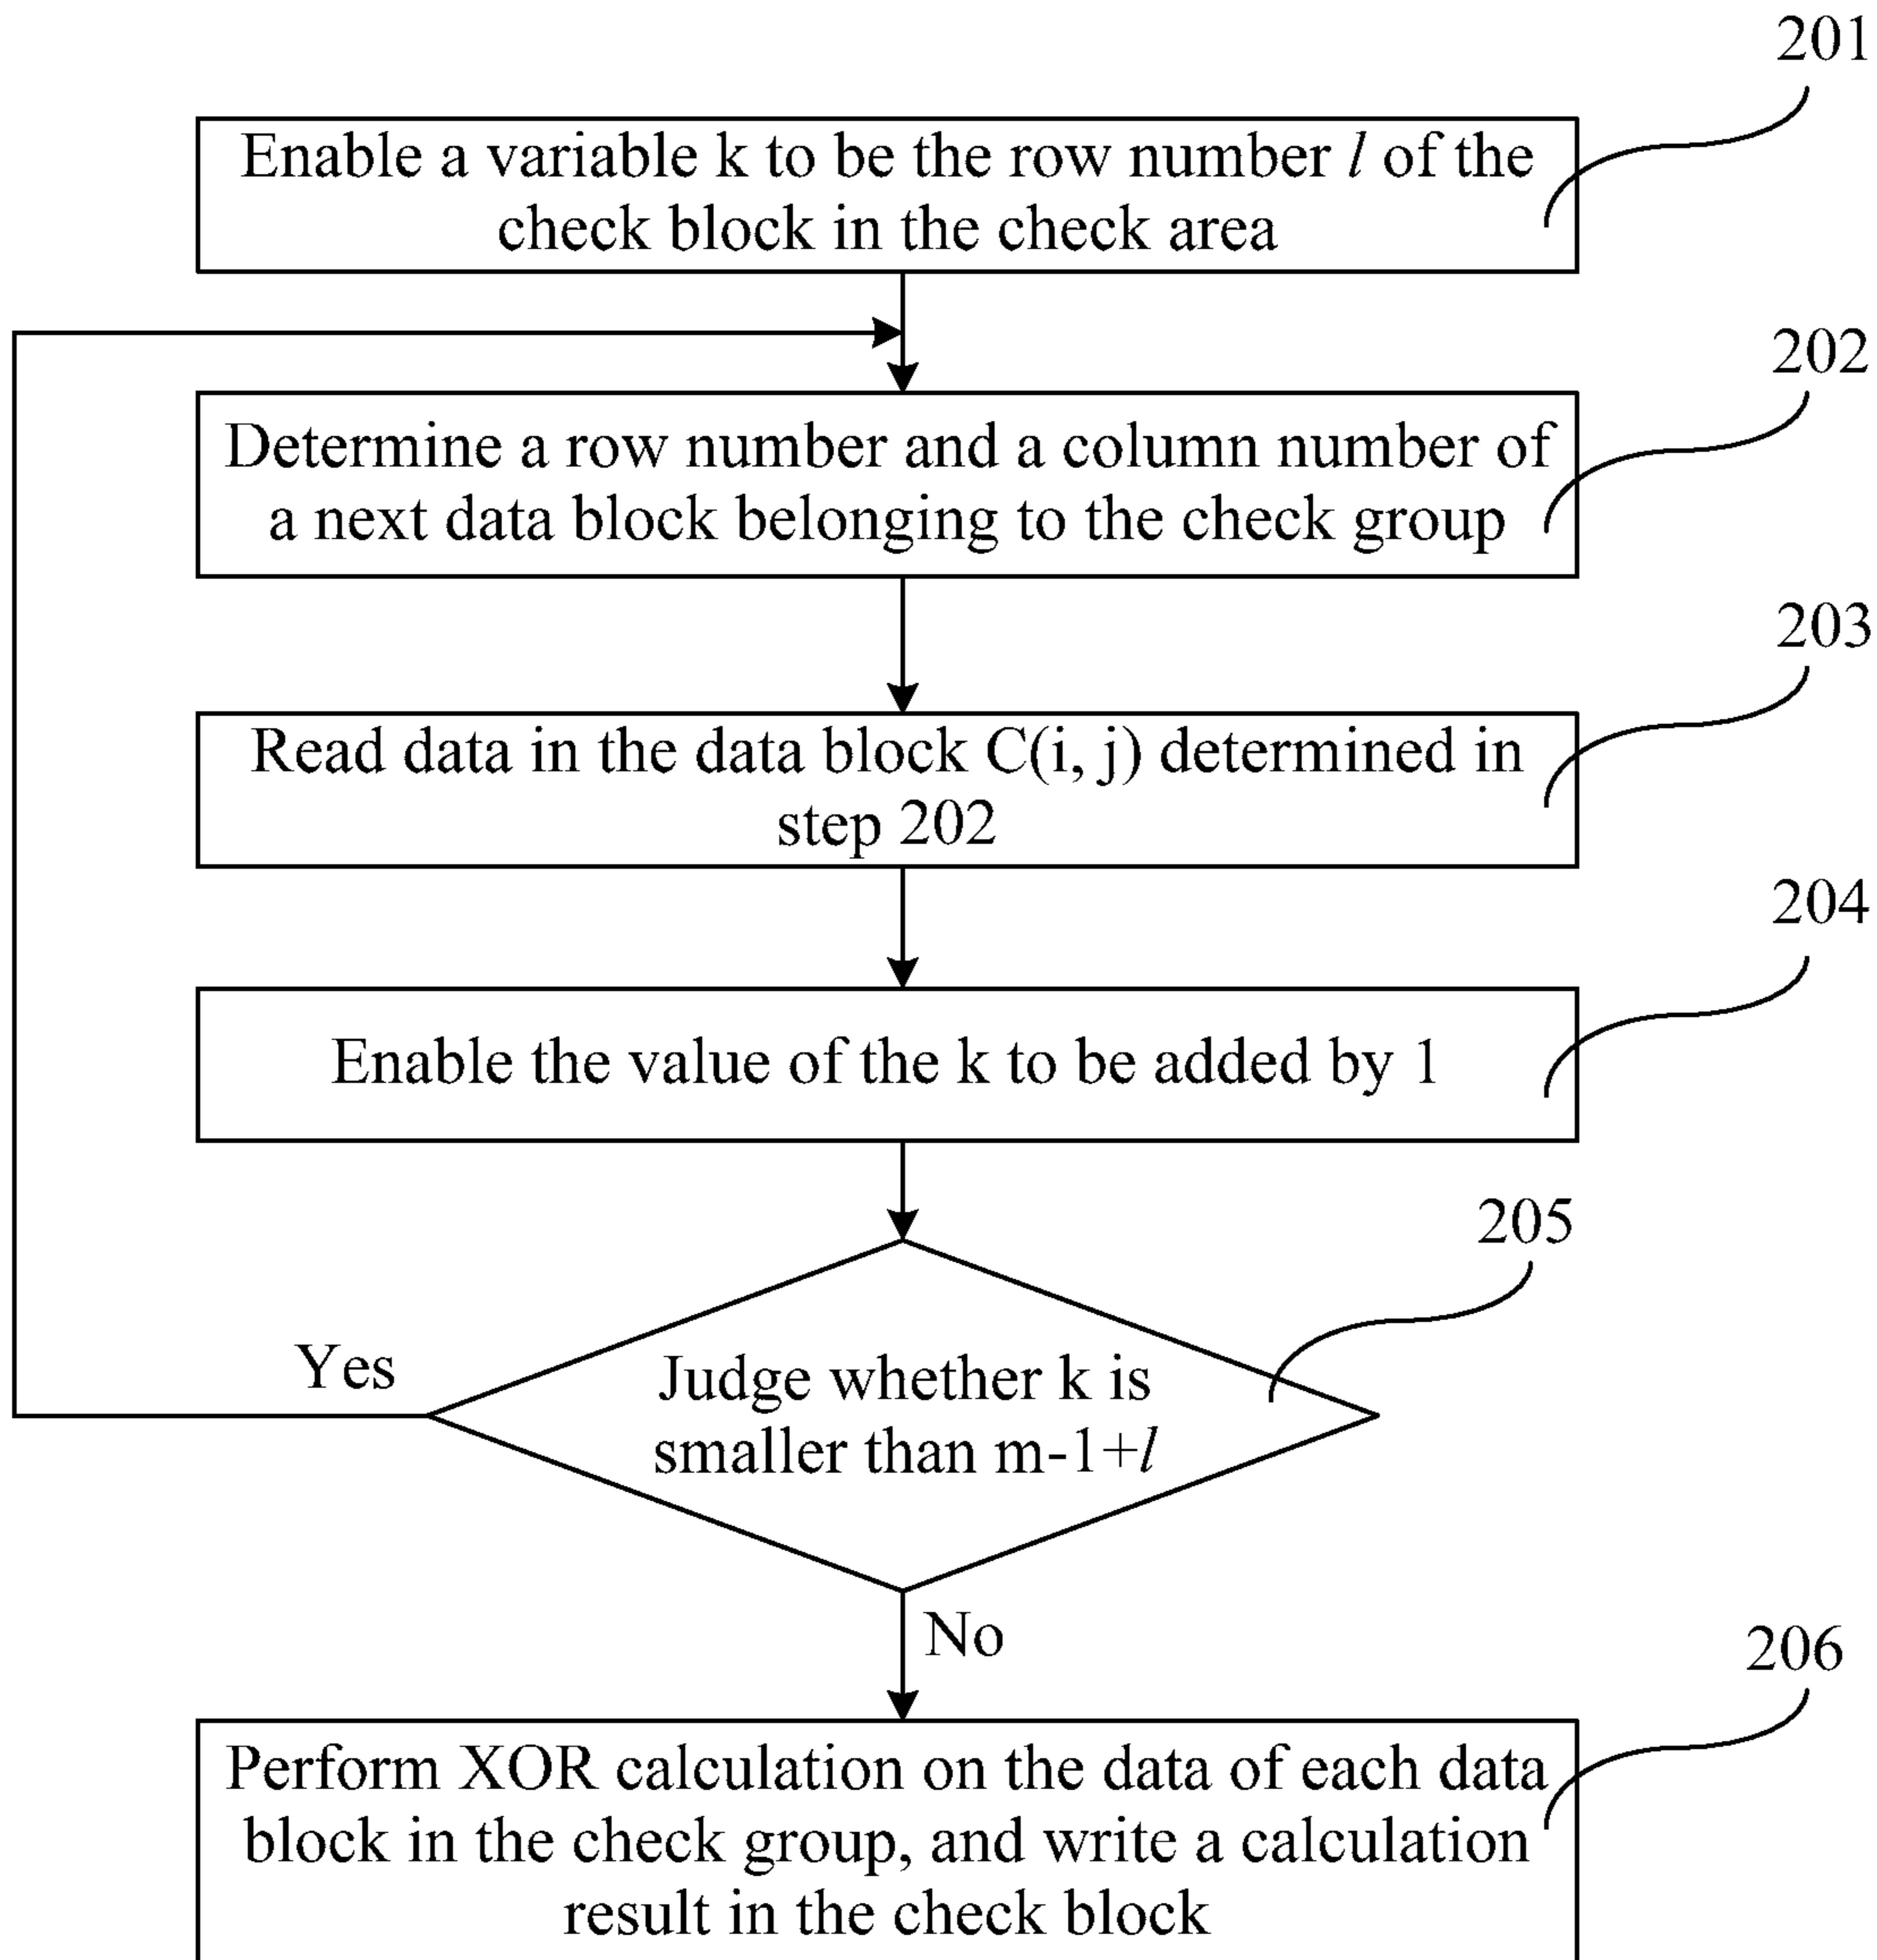 201
Enable a variable k to be the row number l of the
check block in the check area
202
Determine a row number and a column number of
a next data block belonging to the check group
203
Read data in the data block C(i, j) determined in
step 202
204
Enable the value of the k to be added by 1
205
Judge whether k is
smaller than m-1+l
Yes
No
206
Perform XOR calculation on the data of each data
block in the check group, and write a calculation
result in the check block